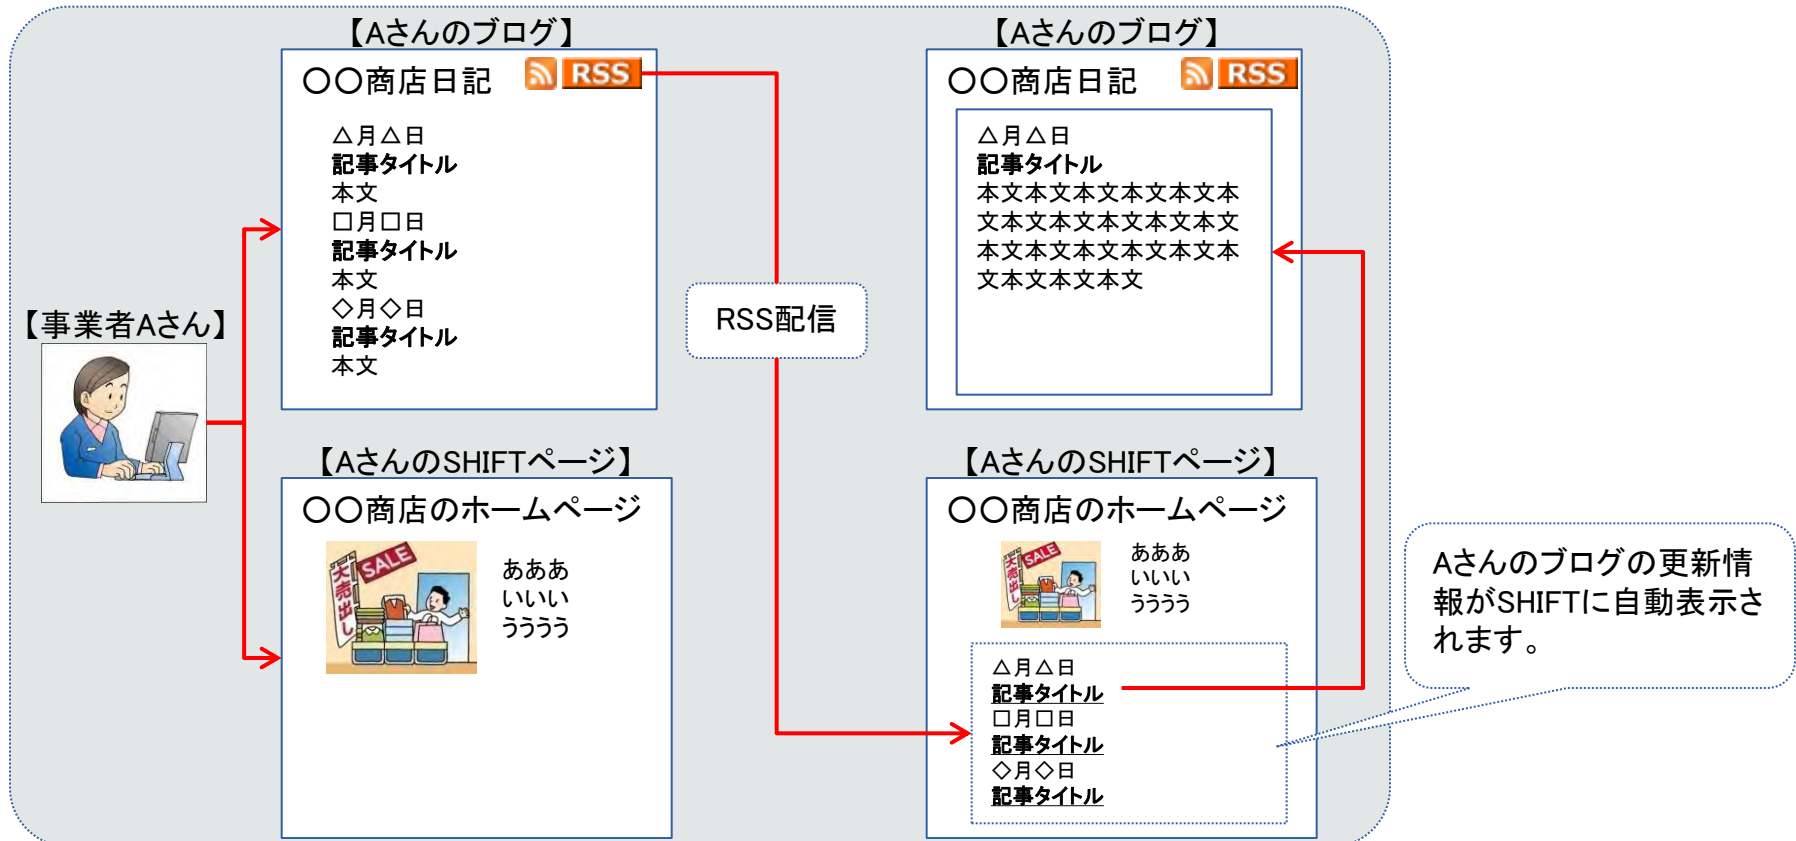 【事業者Aさん】
【Aさんのブログ】
〇〇商店日記
RSS
△月△日
記事タイトル
本文
□月□日
記事タイトル
本文
◇月◇日
記事タイトル
本文
【AさんのSHIFTページ】
〇〇商店のホームページ
SALE
大売出し
あああ
いいい
うううう
RSS配信
【Aさんのブログ】
〇〇商店日記
RSS
△月△日
記事タイトル
本文本文本文本文本文本
文本文本文本文本文本文
本文本文本文本文本文本
文本文本文本文
【AさんのSHIFTページ】
〇〇商店のホームページ
SALE
大売出し
あああ
いいい
うううう
△月△日
記事タイトル
□月□日
記事タイトル
◇月◇日
記事タイトル
Aさんのブログの更新情
報がSHIFTに自動表示さ
れます。